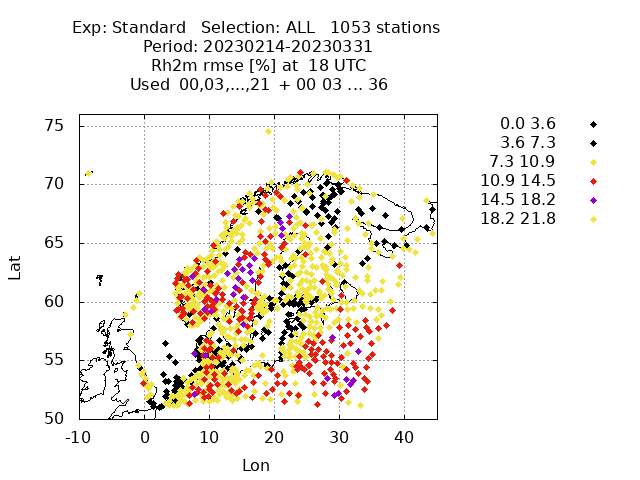 Exp: Standard   Selection: ALL   1053 stations
Period: 20230214-20230331
Rh2m rmse [%] at  18 UTC
Used  00,03,...,21  + 00 03 ... 36
0.0 3.6
3.6 7.3
7.3 10.9
10.9 14.5
14.5 18.2
18.2 21.8
75
70
65
60
55
50
Lat
-10 0 10 20 30 40
Lon